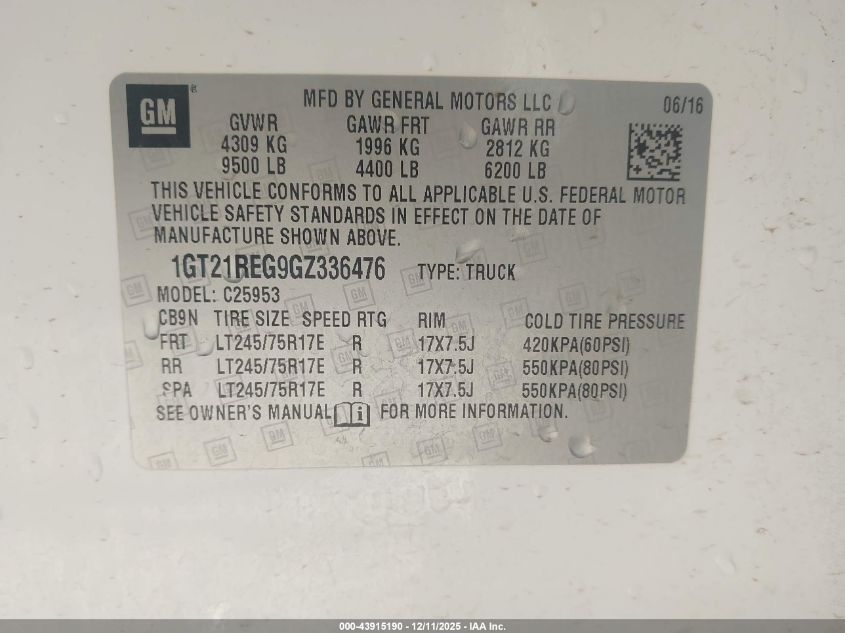 GM ®
MFD BY GENERAL MOTORS LLC 06/16
GVWR GAWR FRT GAWR RR
4309 KG 1996 KG 2812 KG
9500 LB 4400 LB 6200 LB
THIS VEHICLE CONFORMS TO ALL APPLICABLE U.S. FEDERAL MOTOR
VEHICLE SAFETY STANDARDS IN EFFECT ON THE DATE OF
MANUFACTURE SHOWN ABOVE.
1GT21REG9GZ336476 TYPE: TRUCK
MODEL: C25953
CB9N TIRE SIZE SPEED RTG RIM COLD TIRE PRESSURE
FRT LT245/75R17E R 17X7.5J 420KPA(60PSI)
RR LT245/75R17E R 17X7.5J 550KPA(80PSI)
SPA LT245/75R17E R 17X7.5J 550KPA(80PSI)
SEE OWNER'S MANUAL i FOR MORE INFORMATION.
000-43915190 - 12/11/2025 - IAA Inc.